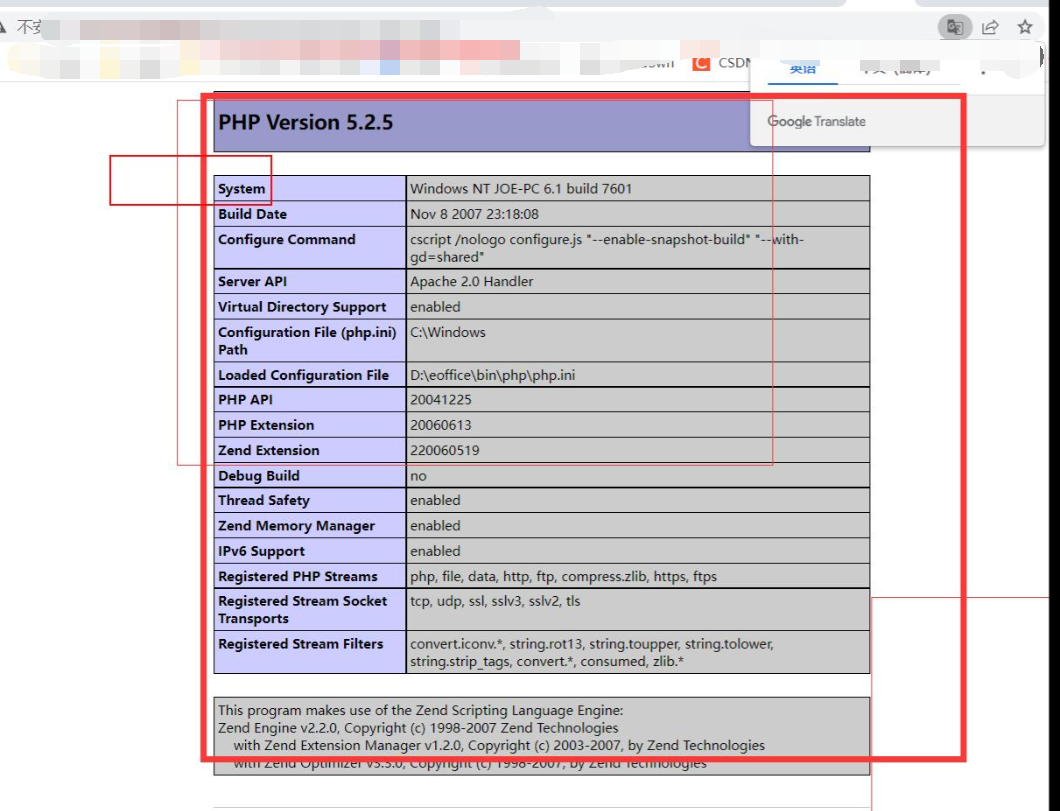 不安
CSDN
英语
Google Translate
PHP Version 5.2.5
System Windows NT JOE-PC 6.1 build 7601
Build Date Nov 8 2007 23:18:08
Configure Command cscript /nologo configure.js "--enable-snapshot-build" "--with-
gd=shared"
Server API Apache 2.0 Handler
Virtual Directory Support enabled
Configuration File (php.ini) C:\Windows
Path
Loaded Configuration File D:\eoffice\bin\php\php.ini
PHP API 20041225
PHP Extension 20060613
Zend Extension 220060519
Debug Build no
Thread Safety enabled
Zend Memory Manager enabled
IPv6 Support enabled
Registered PHP Streams php, file, data, http, ftp, compress.zlib, https, ftps
Registered Stream Socket tcp, udp, ssl, sslv3, sslv2, tls
Transports
Registered Stream Filters convert.iconv.*, string.rot13, string.toupper, string.tolower,
string.strip_tags, convert.*, consumed, zlib.*
This program makes use of the Zend Scripting Language Engine:
Zend Engine v2.2.0, Copyright (c) 1998-2007 Zend Technologies
with Zend Extension Manager v1.2.0, Copyright (c) 2003-2007, by Zend Technologies
with Zend Optimizer v3.3.0, Copyright (c) 1998-2007, by Zend Technologies